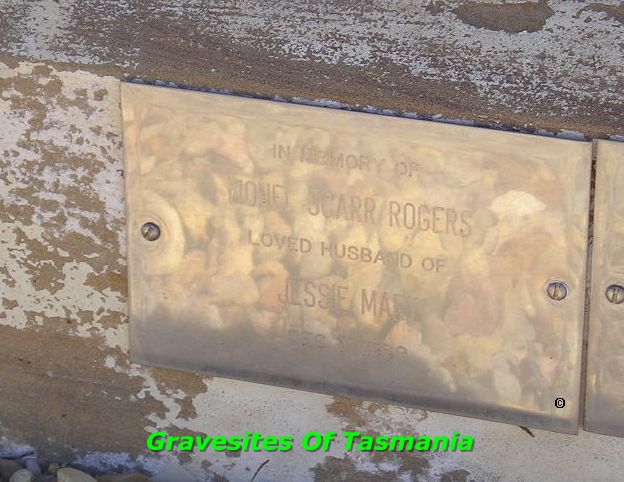 IN MEMORY OF
LIONEL SCARR ROGERS
LOVED HUSBAND OF
JESSIE MARY
©
Gravesites Of Tasmania